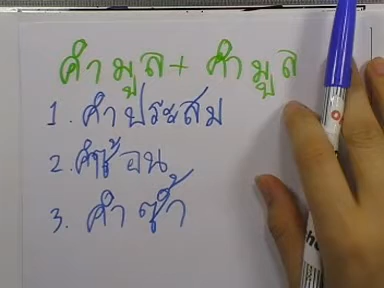 คำมูล + คำมูล
1. คำประสม
2. คำซ้อน
3. คำซ้ำ